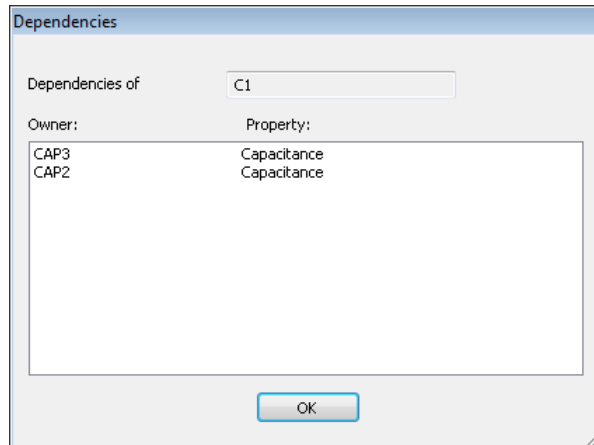 Dependencies
Dependencies of C1
Owner: Property:
CAP3 Capacitance
CAP2 Capacitance
OK